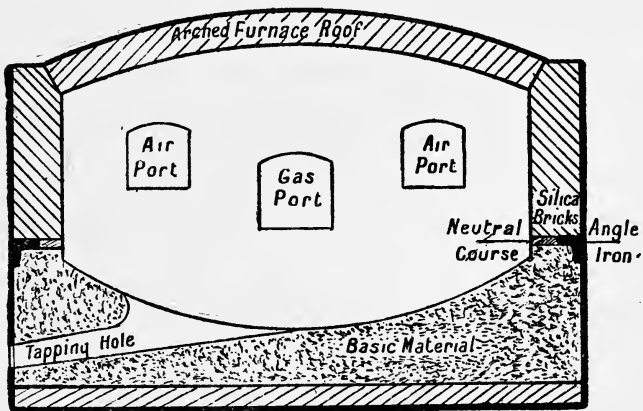 Arched Furnace Roof
Air
Port
Gas
Port
Air
Port
Silica
Bricks
Neutral
Course
Angle
Iron.
Tapping Hole
Basic Material